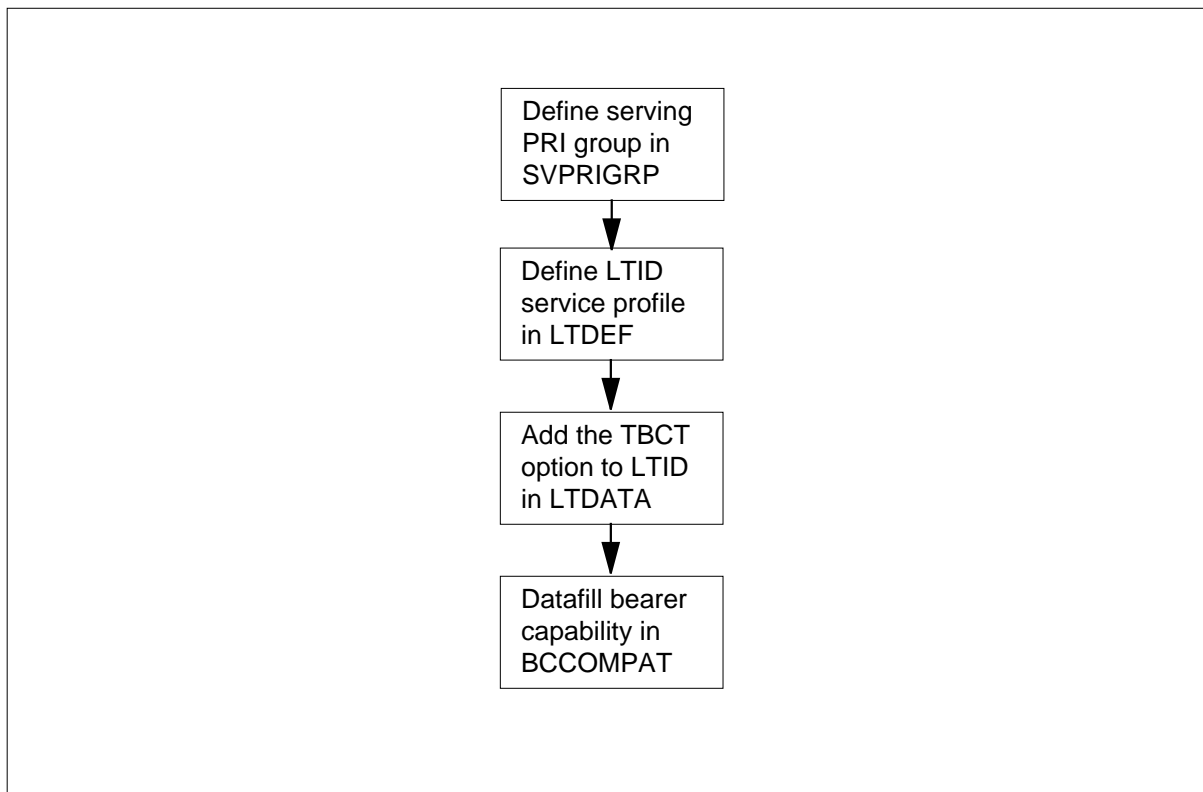 Define serving
PRI group in
SVPRIGRP
Define LTID
service profile
in LTDEF
Add the TBCT
option to LTID
in LTDATA
Datafill bearer
capability in
BCCOMPAT